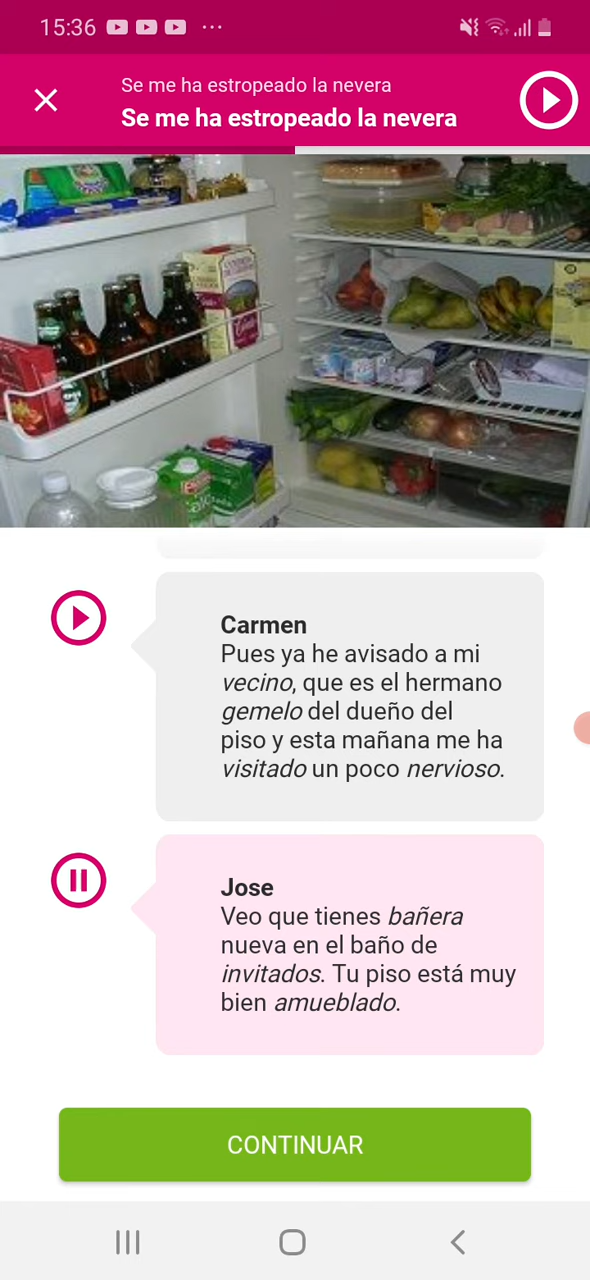 15:36
Se me ha estropeado la nevera
Se me ha estropeado la nevera
Carmen
Pues ya he avisado a mi
vecino, que es el hermano
gemelo del dueño del
piso y esta mañana me ha
visitado un poco nervioso.
Jose
Veo que tienes bañera
nueva en el baño de
invitados. Tu piso está muy
bien amueblado.
CONTINUAR